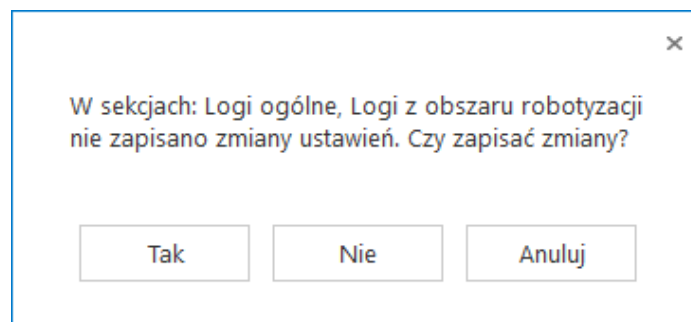 W sekcjach: Logi ogólne, Logi z obszaru robotyzacji
nie zapisano zmiany ustawień. Czy zapisać zmiany?
Tak
Nie
Anuluj